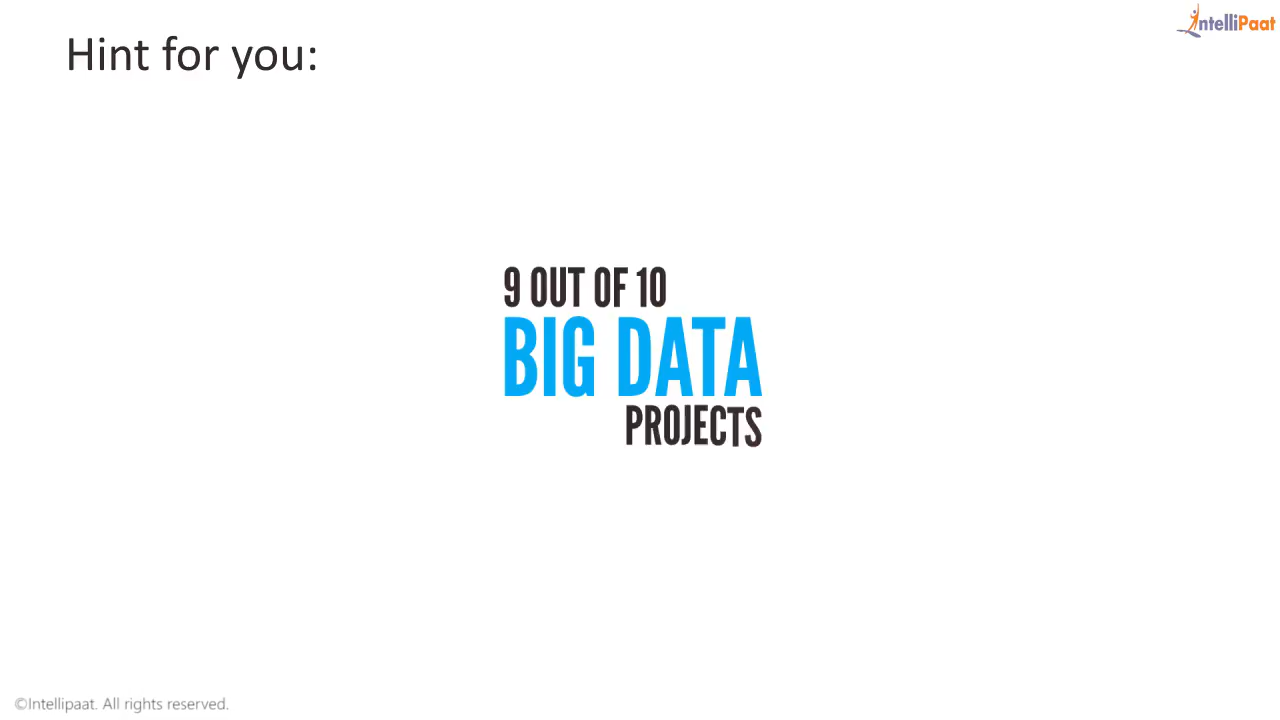 IntelliPaat
Hint for you:
9 OUT OF 10
BIG DATA
PROJECTS
©Intellipaat. All rights reserved.